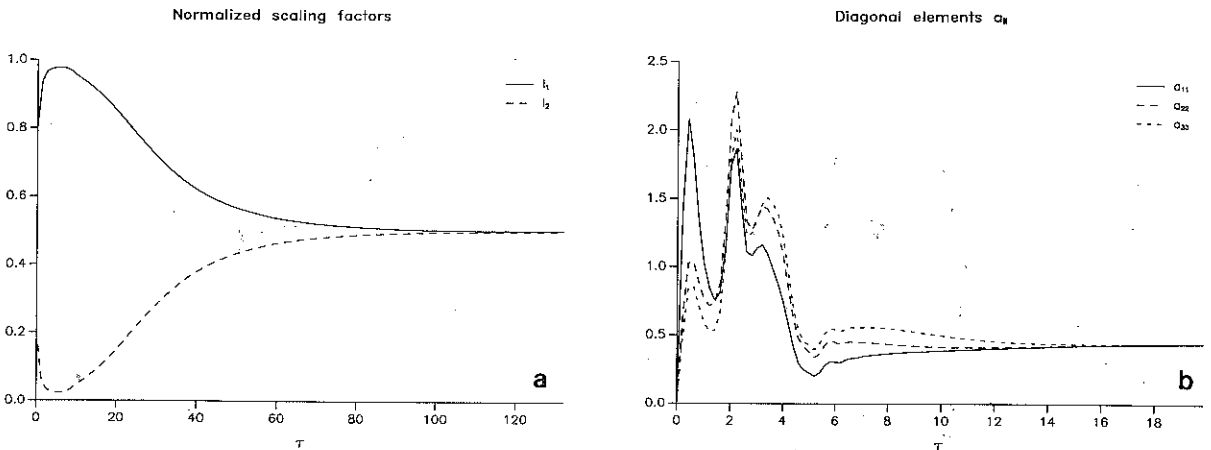 Normalized scaling factors
1.0
0.8
0.6
0.4
0.2
0.0
0
20
40
60
80
100
120
τ
l₁
l₂
a
Diagonal elements aᵢᵢ
2.5
2.0
1.5
1.0
0.5
0.0
0
2
4
6
8
10
12
14
16
18
τ
a₁₁
a₂₂
a₃₃
b